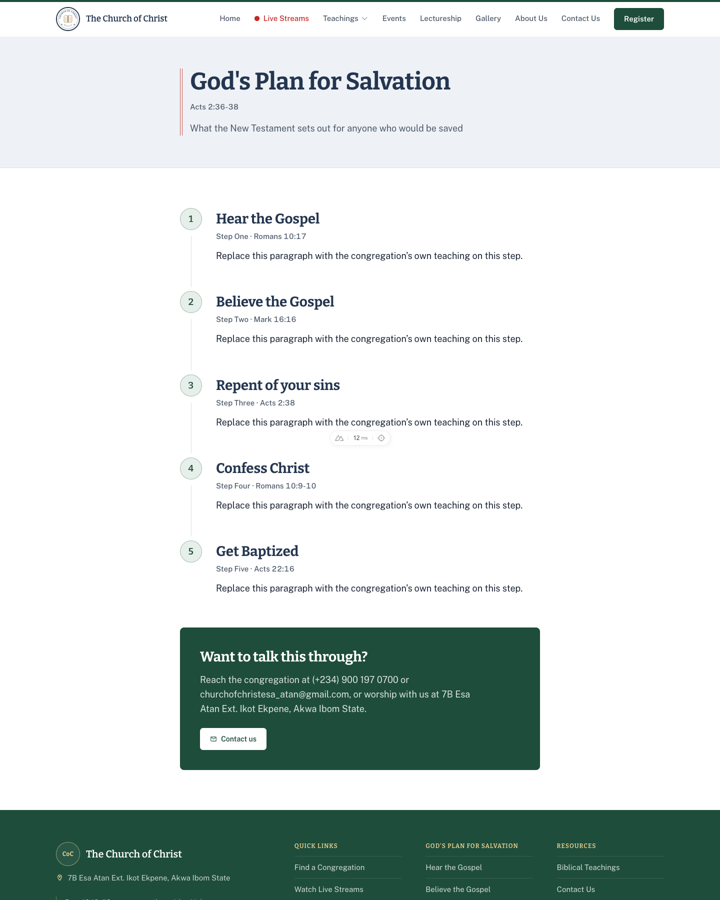 The Church of Christ
Home
Live Streams
Teachings
Events
Lectureship
Gallery
About Us
Contact Us
Register
God's Plan for Salvation
Acts 2:36-38
What the New Testament sets out for anyone who would be saved
1
Hear the Gospel
Step One · Romans 10:17
Replace this paragraph with the congregation's own teaching on this step.
2
Believe the Gospel
Step Two · Mark 16:16
Replace this paragraph with the congregation's own teaching on this step.
3
Repent of your sins
Step Three · Acts 2:38
Replace this paragraph with the congregation's own teaching on this step.
12 ms
4
Confess Christ
Step Four · Romans 10:9-10
Replace this paragraph with the congregation's own teaching on this step.
5
Get Baptized
Step Five · Acts 22:16
Replace this paragraph with the congregation's own teaching on this step.
Want to talk this through?
Reach the congregation at (+234) 900 197 0700 or
churchofchristesa_atan@gmail.com, or worship with us at 7B Esa
Atan Ext. Ikot Ekpene, Akwa Ibom State.
Contact us
CoC
The Church of Christ
7B Esa Atan Ext. Ikot Ekpene, Akwa Ibom State
QUICK LINKS
Find a Congregation
Watch Live Streams
GOD'S PLAN FOR SALVATION
Hear the Gospel
Believe the Gospel
RESOURCES
Biblical Teachings
Contact Us